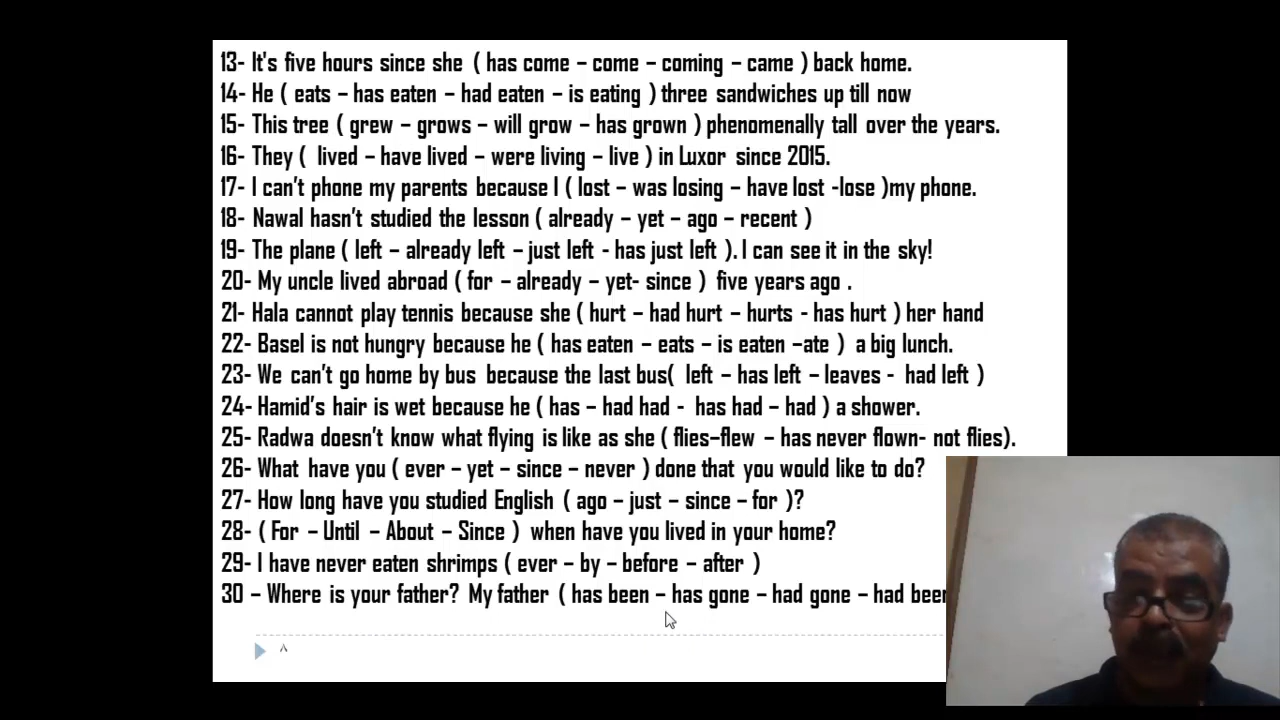 13- It's five hours since she ( has come – come – coming – came ) back home.
14- He ( eats – has eaten – had eaten – is eating ) three sandwiches up till now
15- This tree ( grew – grows – will grow – has grown ) phenomenally tall over the years.
16- They ( lived – have lived – were living – live ) in Luxor since 2015.
17- I can't phone my parents because I ( lost – was losing – have lost -lose )my phone.
18- Nawal hasn't studied the lesson ( already – yet – ago – recent )
19- The plane ( left – already left – just left - has just left ). I can see it in the sky!
20- My uncle lived abroad ( for – already – yet- since ) five years ago .
21- Hala cannot play tennis because she ( hurt – had hurt – hurts - has hurt ) her hand
22- Basel is not hungry because he ( has eaten – eats – is eaten –ate ) a big lunch.
23- We can't go home by bus because the last bus( left – has left – leaves - had left )
24- Hamid's hair is wet because he ( has – had had - has had – had ) a shower.
25- Radwa doesn't know what flying is like as she ( flies–flew – has never flown- not flies).
26- What have you ( ever – yet – since – never ) done that you would like to do?
27- How long have you studied English ( ago – just – since – for )?
28- ( For – Until – About – Since ) when have you lived in your home?
29- I have never eaten shrimps ( ever – by – before – after )
30 – Where is your father? My father ( has been – has gone – had gone – had been
٨